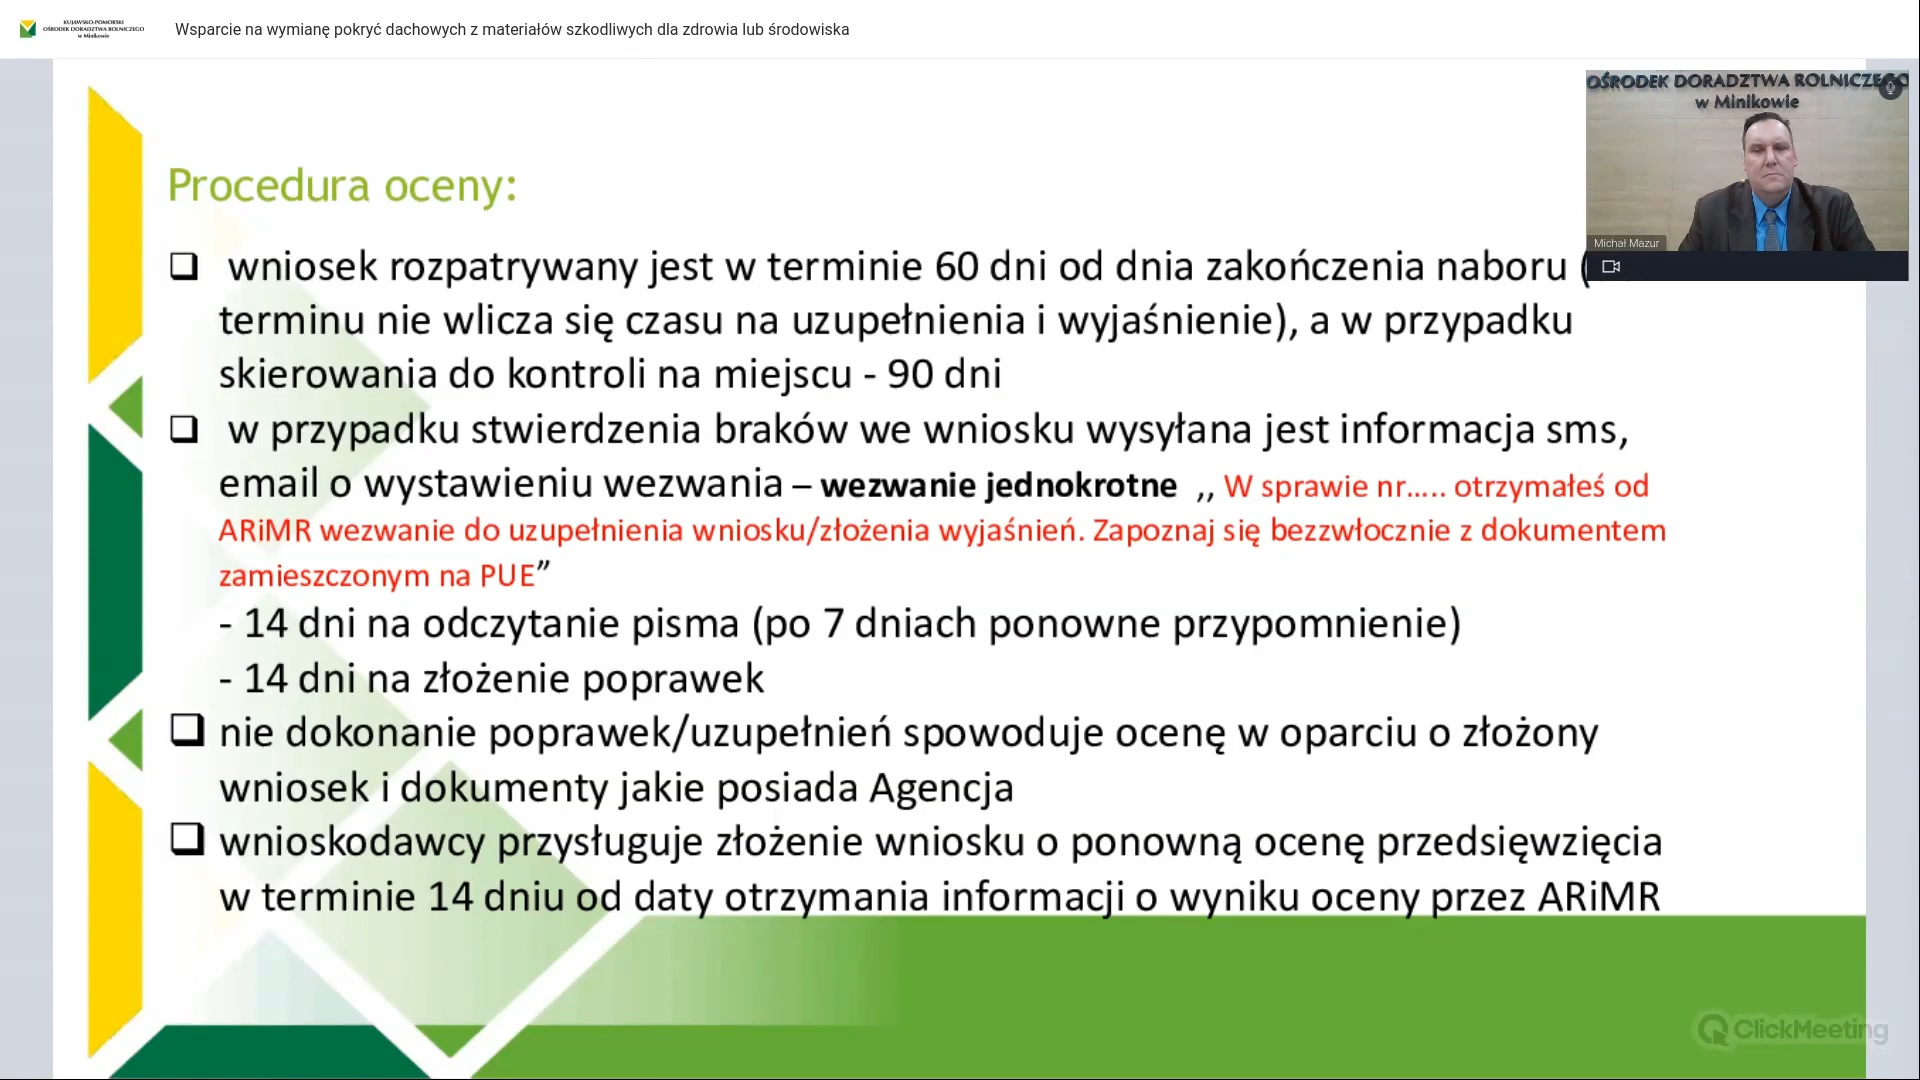 KUJAWSKO-POMORSKI
OŚRODEK DORADZTWA ROLNICZEGO
w Minikowie
Wsparcie na wymianę pokryć dachowych z materiałów szkodliwych dla zdrowia lub środowiska
OŚRODEK DORADZTWA ROLNICZEGO
w Minikowie
Michał Mazur
Procedura oceny:
wniosek rozpatrywany jest w terminie 60 dni od dnia zakończenia naboru (
terminu nie wlicza się czasu na uzupełnienia i wyjaśnienie), a w przypadku
skierowania do kontroli na miejscu - 90 dni
w przypadku stwierdzenia braków we wniosku wysyłana jest informacja sms,
email o wystawieniu wezwania – wezwanie jednokrotne ,, W sprawie nr..... otrzymałeś od
ARiMR wezwanie do uzupełnienia wniosku/złożenia wyjaśnień. Zapoznaj się bezzwłocznie z dokumentem
zamieszczonym na PUE”
- 14 dni na odczytanie pisma (po 7 dniach ponowne przypomnienie)
- 14 dni na złożenie poprawek
nie dokonanie poprawek/uzupełnień spowoduje ocenę w oparciu o złożony
wniosek i dokumenty jakie posiada Agencja
wnioskodawcy przysługuje złożenie wniosku o ponowną ocenę przedsięwzięcia
w terminie 14 dniu od daty otrzymania informacji o wyniku oceny przez ARiMR
ClickMeeting